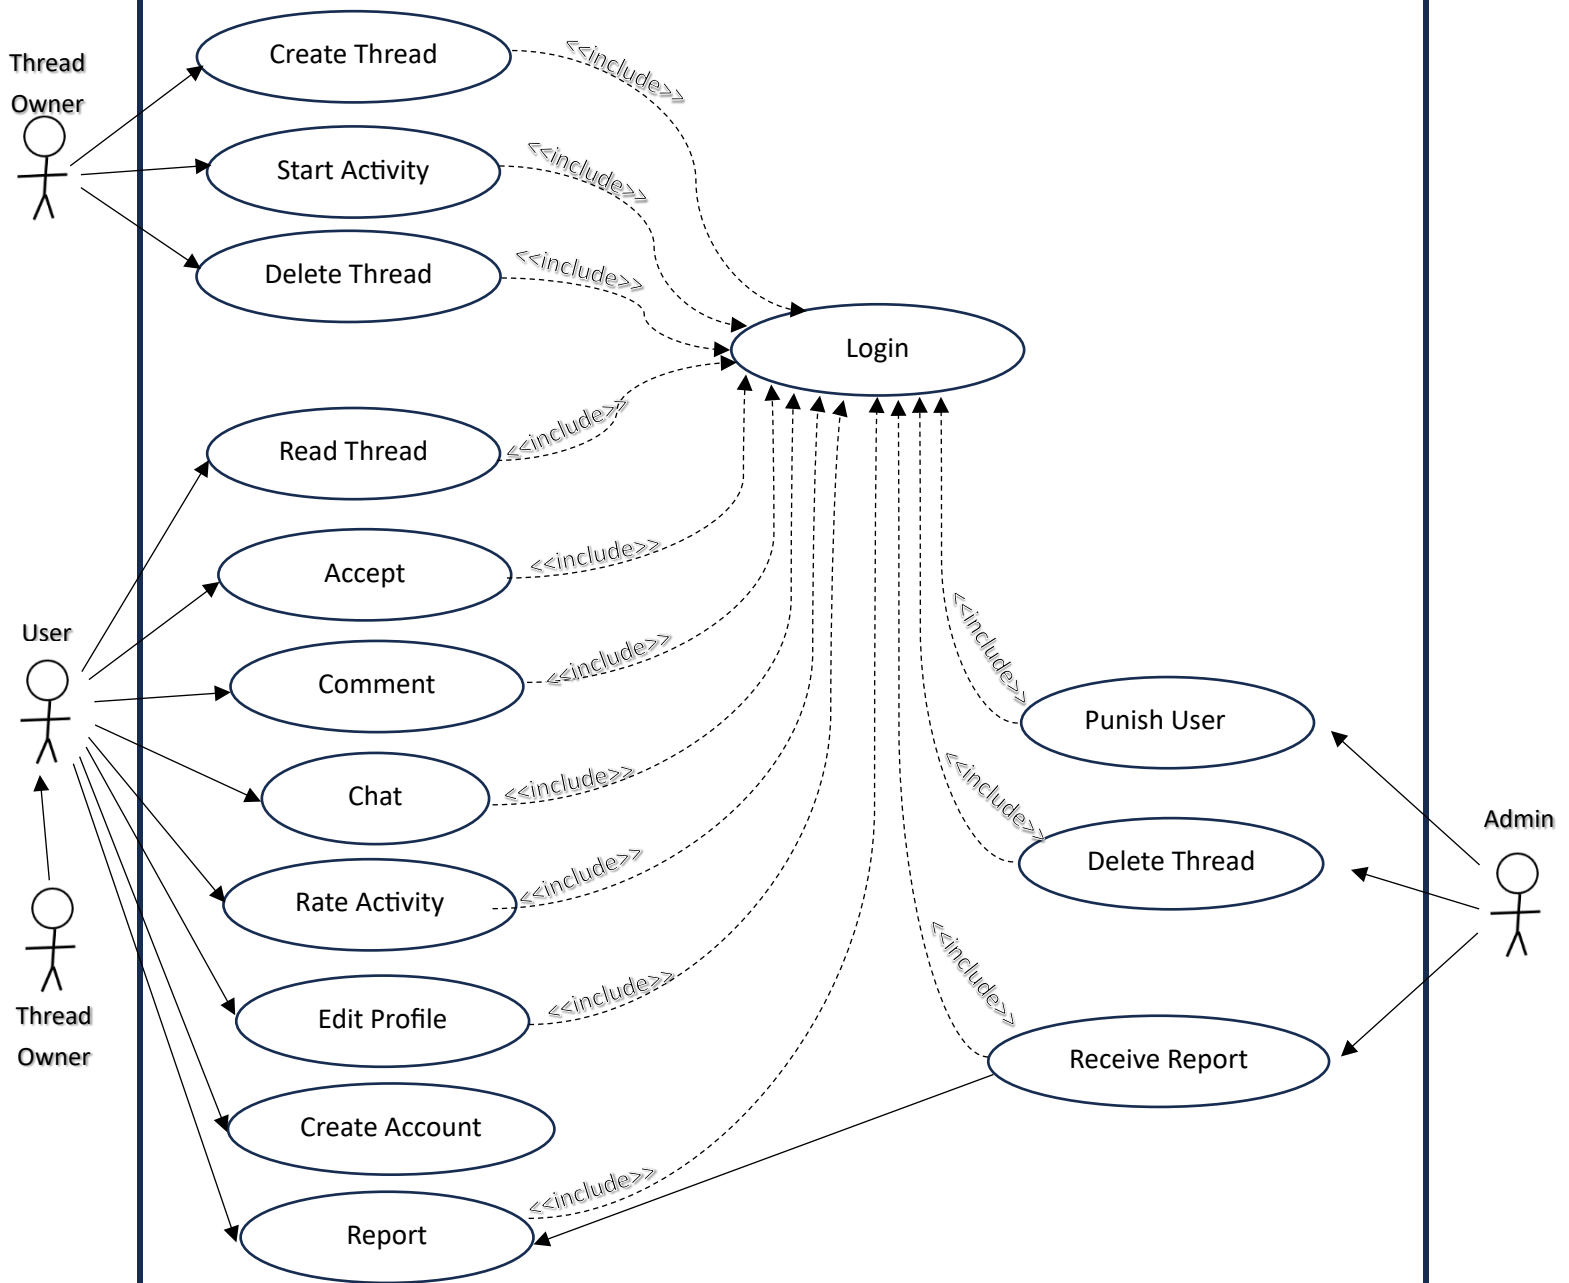 Thread
Owner
Create Thread
<<include>>
Start Activity
<<include>>
Delete Thread
<<include>>
Login
Read Thread
<<include>>
Accept
<<include>>
User
Comment
<<include>>
Chat
<<include>>
Rate Activity
<<include>>
Thread
Owner
Edit Profile
<<include>>
Create Account
Report
<<include>>
<<include>>
Punish User
<<include>>
Delete Thread
Admin
<<include>>
Receive Report